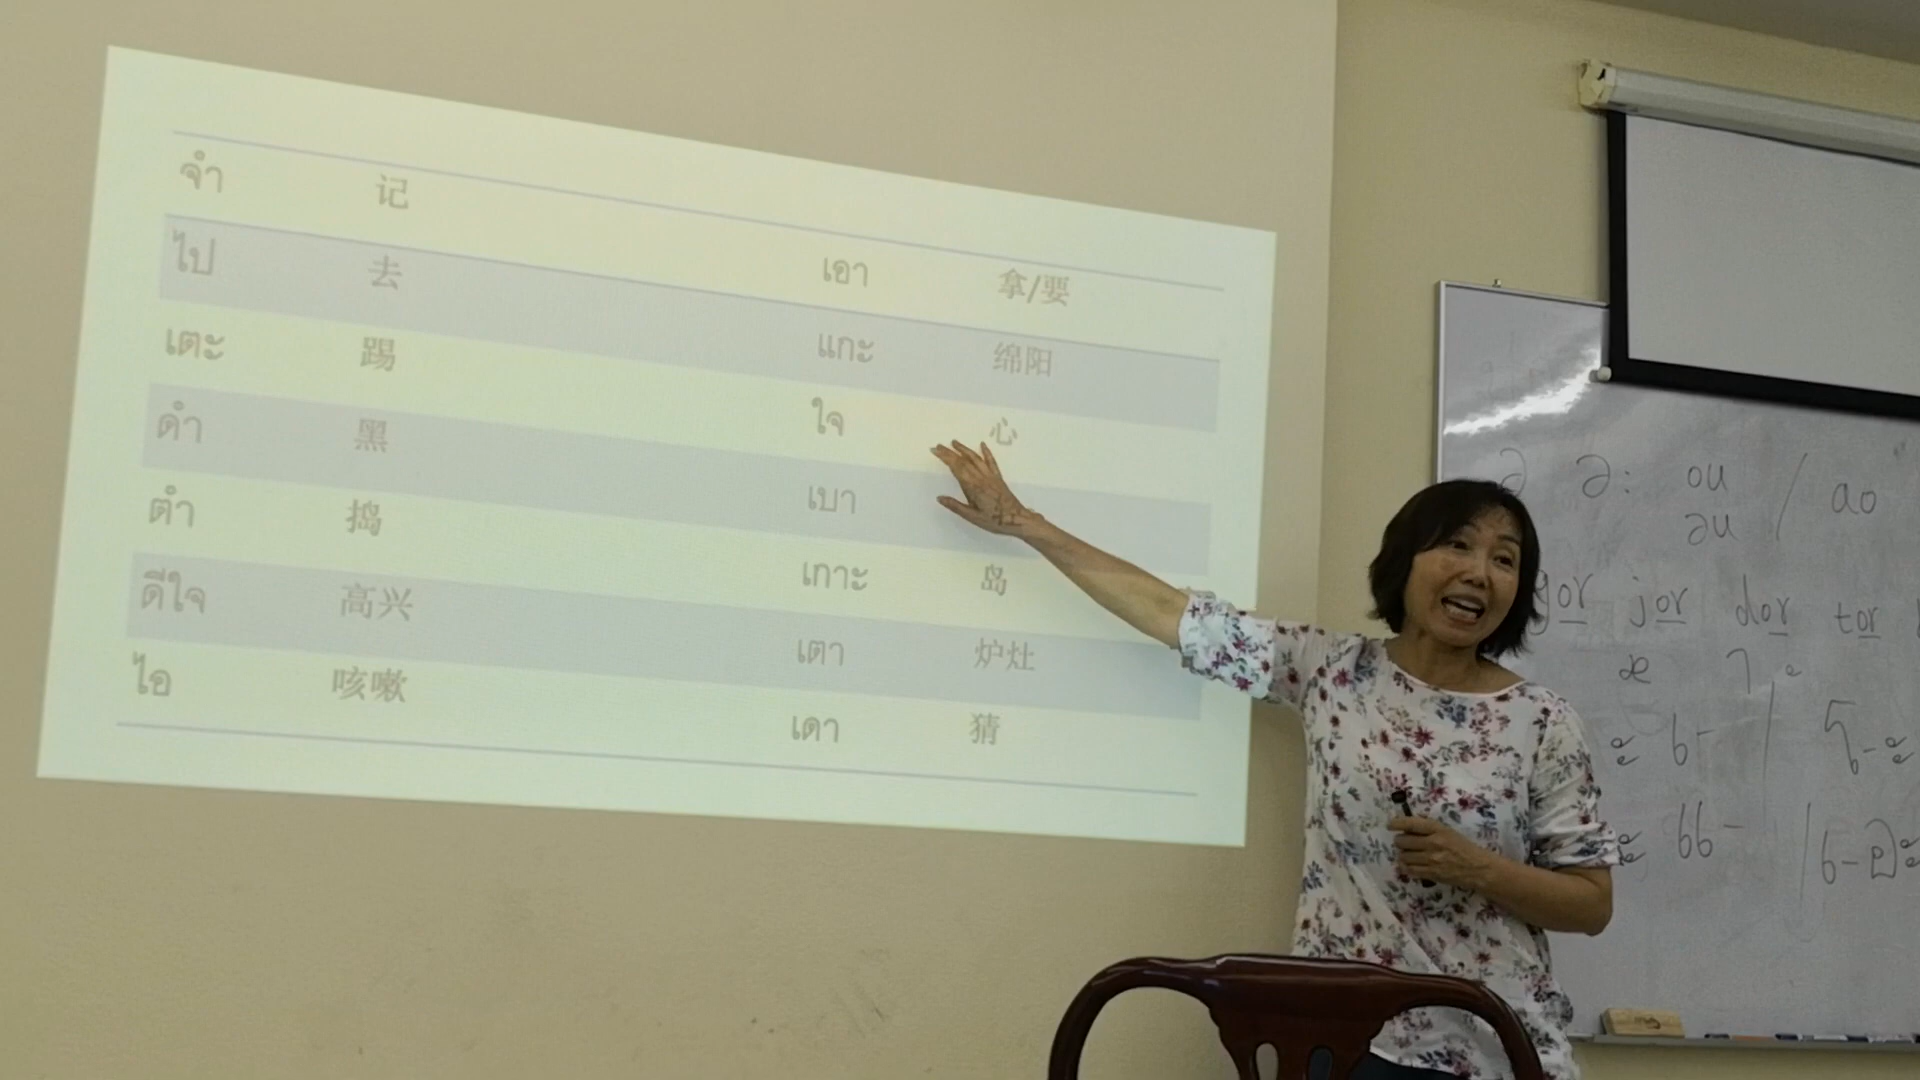 จำ 记
ไป 去
เตะ 踢
ดำ 黑
ตำ 捣
ดีใจ 高兴
ไอ 咳嗽
เอา 拿/要
แกะ 绵阳
ใจ 心
เบา
เกาะ 岛
เตา 炉灶
เดา 猜
ə ə: ou / ao
əu
gor jor dor tor
æ